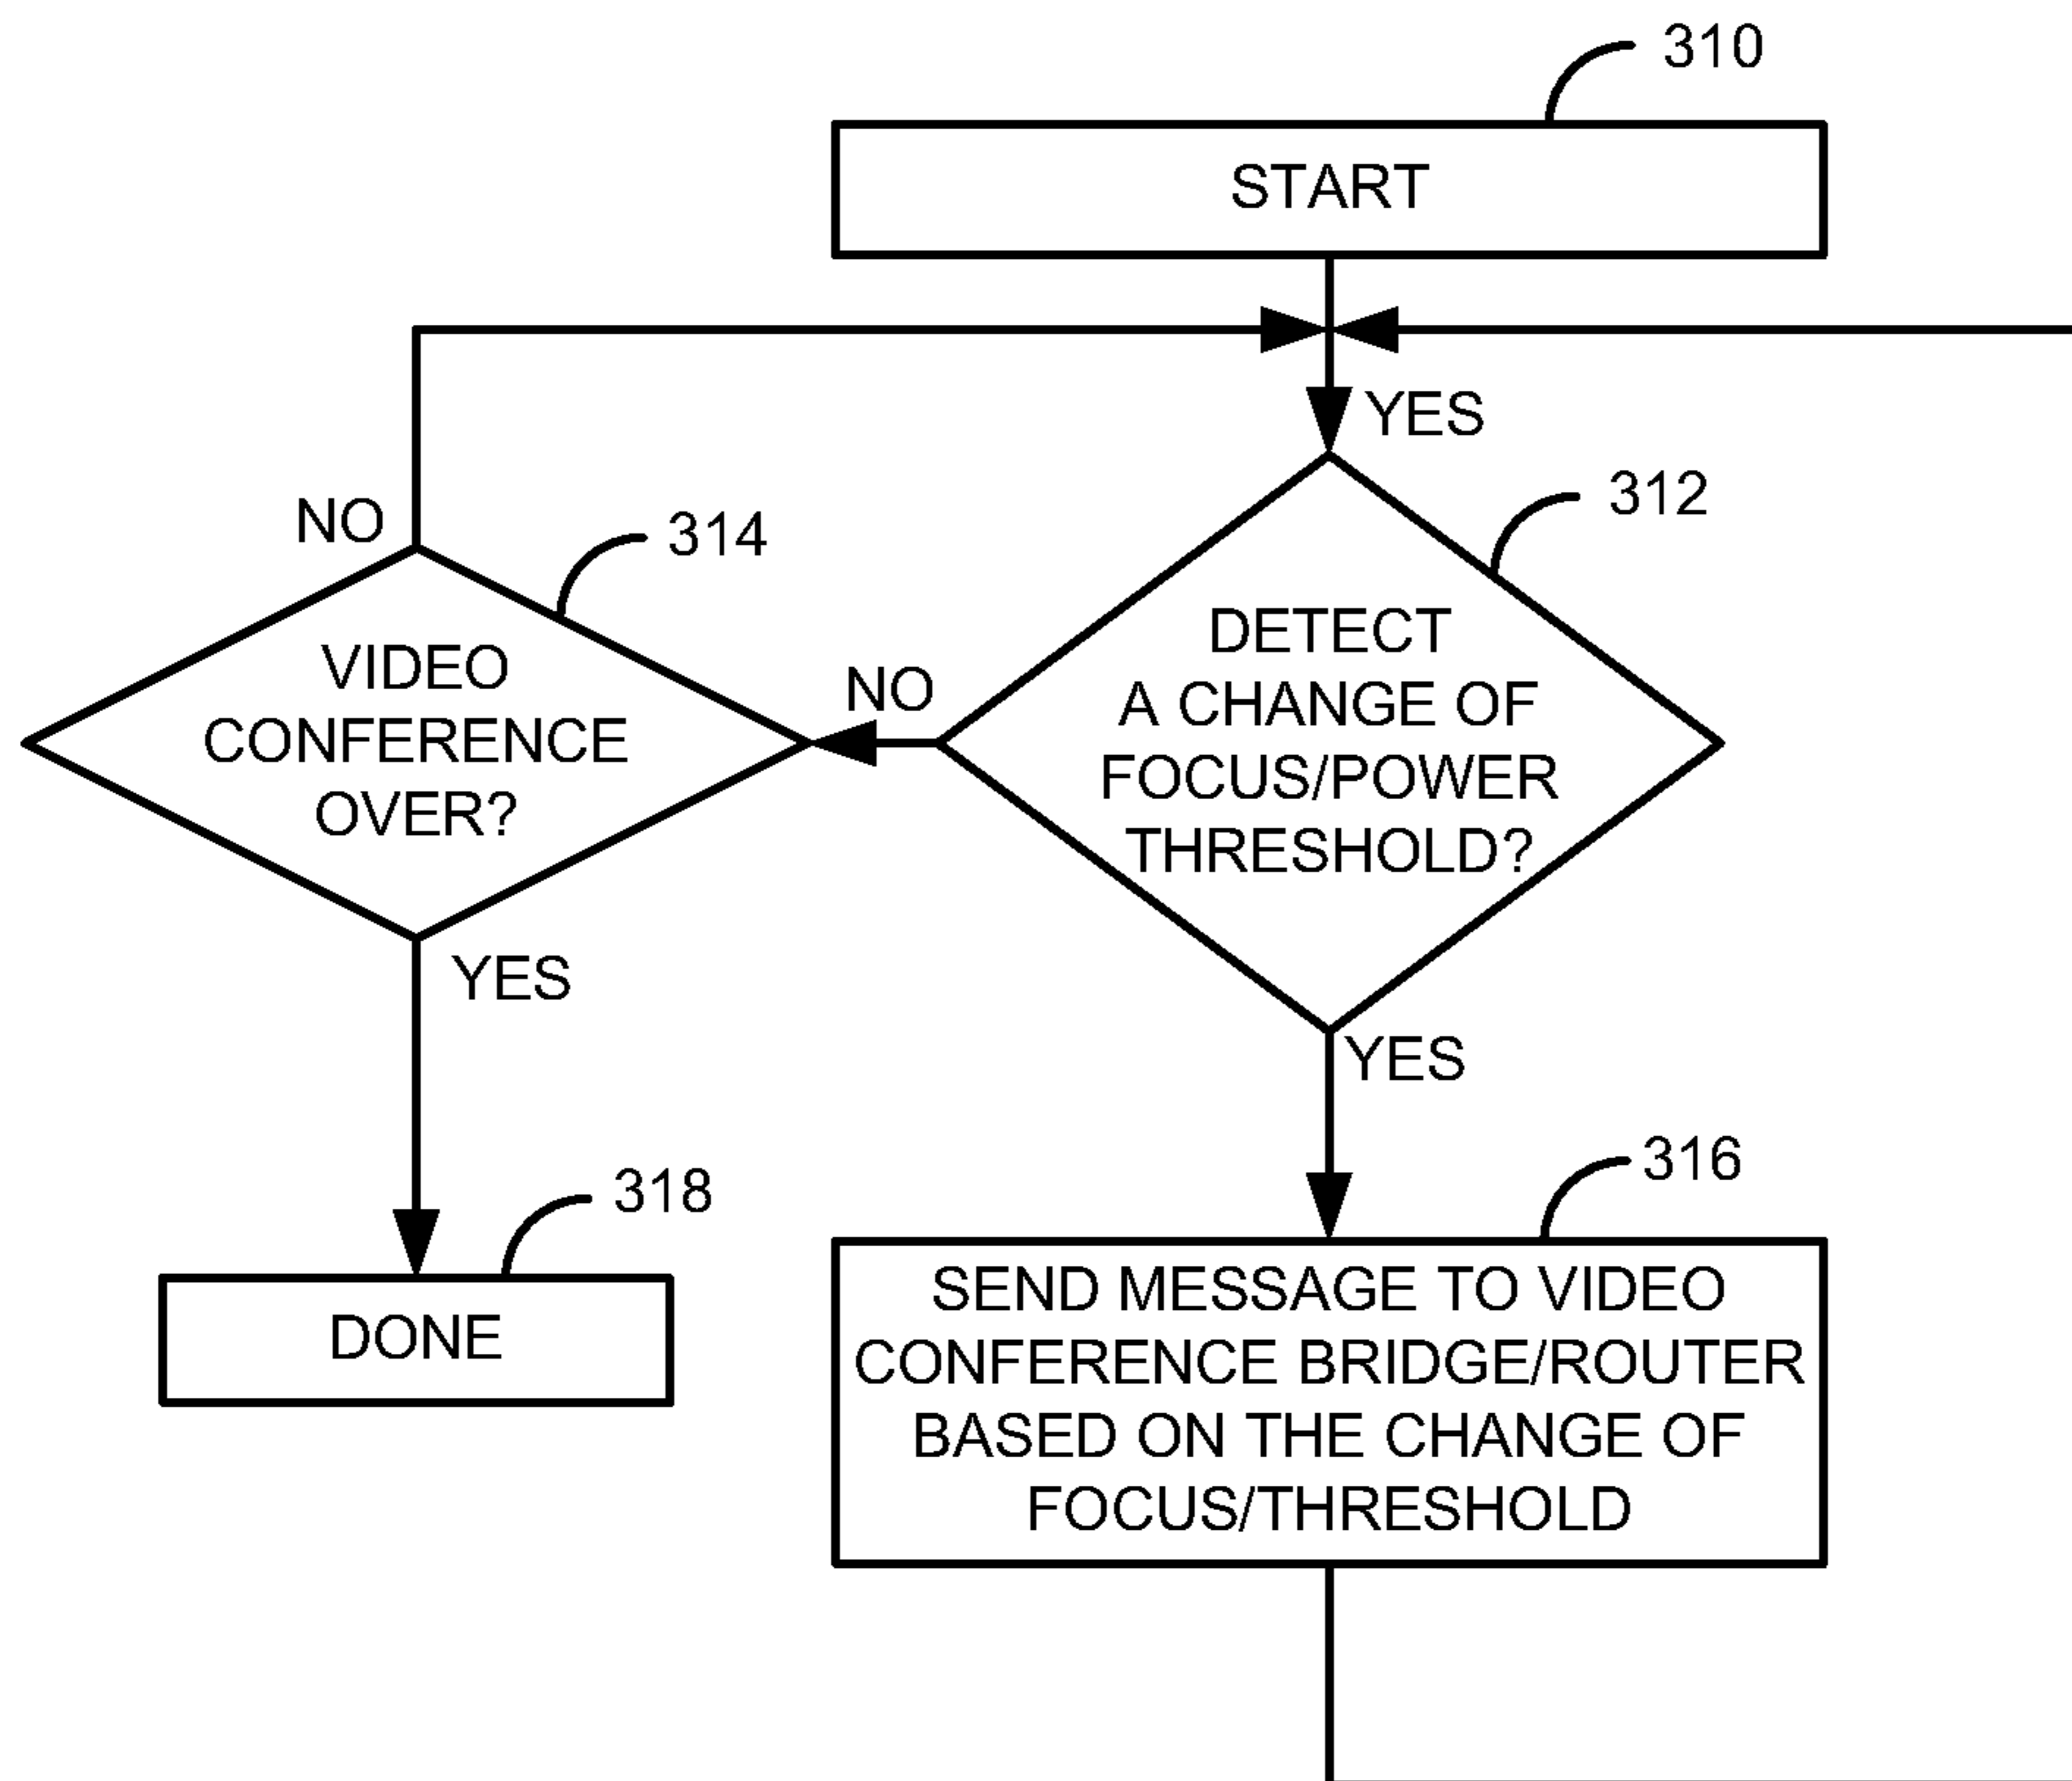 310
START
YES
312
NO
314
DETECT
A CHANGE OF
FOCUS/POWER
THRESHOLD?
VIDEO
CONFERENCE
OVER?
NO
YES
YES
316
318
SEND MESSAGE TO VIDEO
CONFERENCE BRIDGE/ROUTER
BASED ON THE CHANGE OF
FOCUS/THRESHOLD
DONE